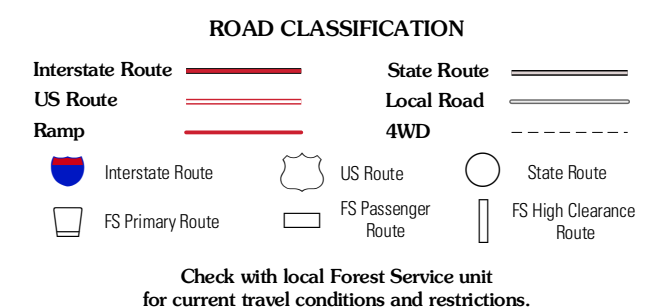 ROAD CLASSIFICATION
Interstate Route
State Route
US Route
Local Road
Ramp
4WD
Interstate Route
US Route
State Route
FS Primary Route
FS Passenger
Route
FS High Clearance
Route
Check with local Forest Service unit
for current travel conditions and restrictions.